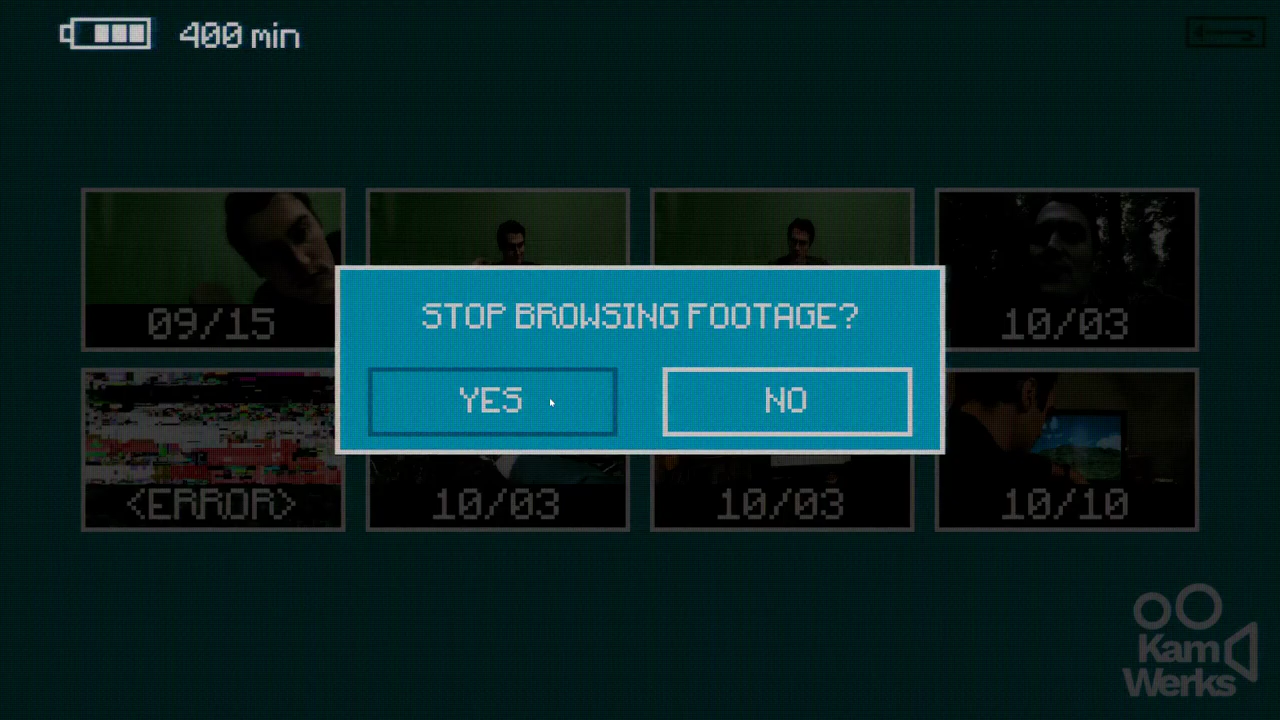 400 min
09/15
10/03
STOP BROWSING FOOTAGE?
YES
NO
<ERROR>
10/03
10/03
10/10
Kam
Werks